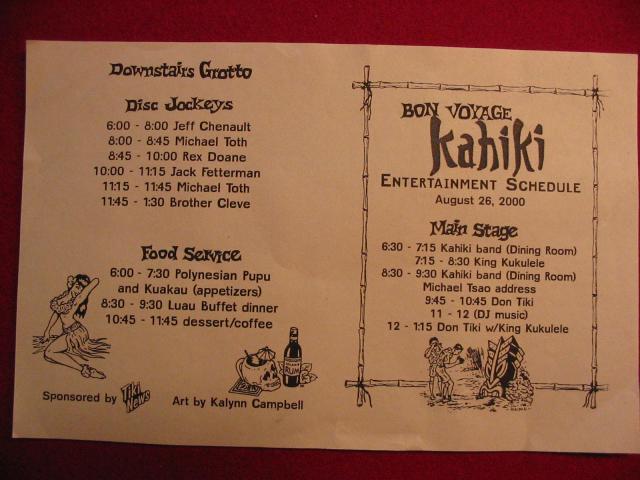 Downstairs Grotto
Disc Jockeys
6:00 - 8:00 Jeff Chenault
8:00 - 8:45 Michael Toth
8:45 - 10:00 Rex Doane
10:00 - 11:15 Jack Fetterman
11:15 - 11:45 Michael Toth
11:45 - 1:30 Brother Cleve
Food Service
6:00 - 7:30 Polynesian Pupu
and Kuakau (appetizers)
8:30 - 9:30 Luau Buffet dinner
10:45 - 11:45 dessert/coffee
RUM
Sponsored by Tiki News
Art by Kalynn Campbell
BON VOYAGE
Kahiki
ENTERTAINMENT SCHEDULE
August 26, 2000
Main Stage
6:30 - 7:15 Kahiki band (Dining Room)
7:15 - 8:30 King Kukulele
8:30 - 9:30 Kahiki band (Dining Room)
Michael Tsao address
9:45 - 10:45 Don Tiki
11 - 12 (DJ music)
12 - 1:15 Don Tiki w/King Kukulele